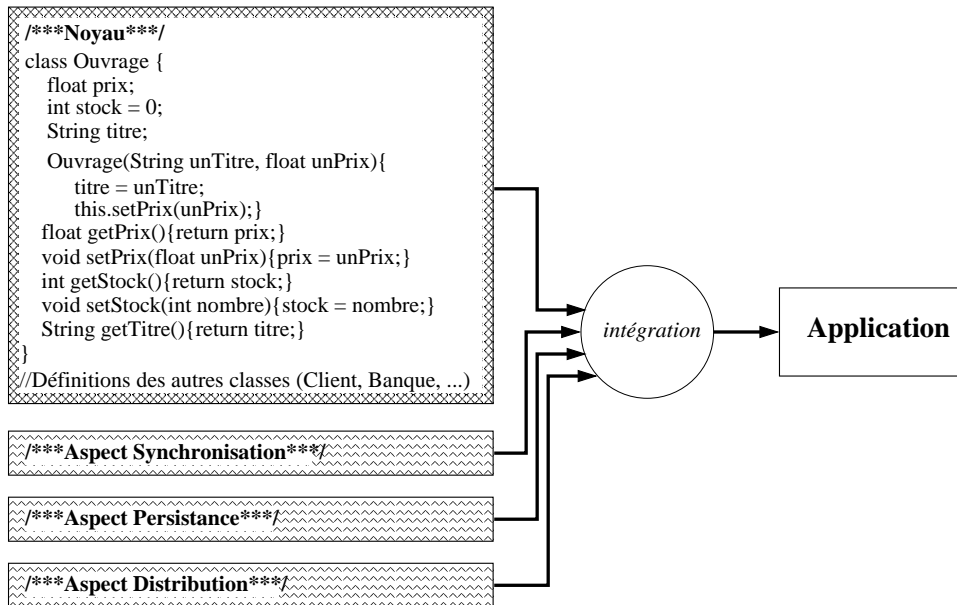 /***Noyau***/
class Ouvrage {
float prix;
int stock = 0;
String titre;
Ouvrage(String unTitre, float unPrix){
titre = unTitre;
this.setPrix(unPrix);}
float getPrix(){return prix;}
void setPrix(float unPrix){prix = unPrix;}
int getStock(){return stock;}
void setStock(int nombre){stock = nombre;}
String getTitre(){return titre;}
}
//Définitions des autres classes (Client, Banque, ...)
/***Aspect Synchronisation***/
/***Aspect Persistance***/
/***Aspect Distribution***/
intégration
Application